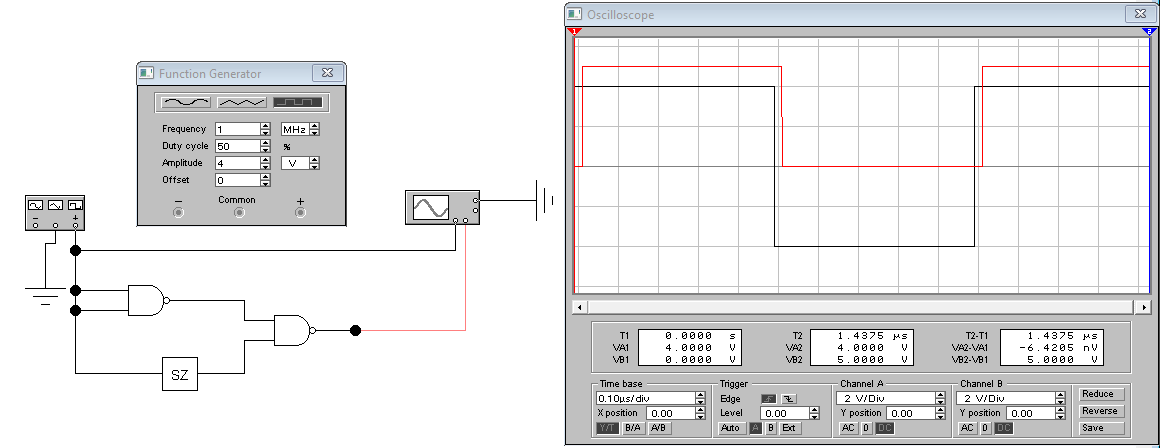 Function Generator
Frequency 1 MHz
Duty cycle 50 %
Amplitude 4 V
Offset 0
− Common +
− +
SZ
Oscilloscope
1 2
T1 0.0000 s T2 1.4375 µs T2-T1 1.4375 µs
VA1 4.0000 V VA2 4.0000 V VA2-VA1 -6.4205 nV
VB1 0.0000 V VB2 5.0000 V VB2-VB1 5.0000 V
Time base Trigger Channel A Channel B
0.10µs/div Edge 2 V/Div 2 V/Div Reduce
X position 0.00 Level 0.00 Y position 0.00 Y position 0.00 Reverse
Y/T B/A A/B Auto A B Ext AC 0 DC AC 0 DC Save